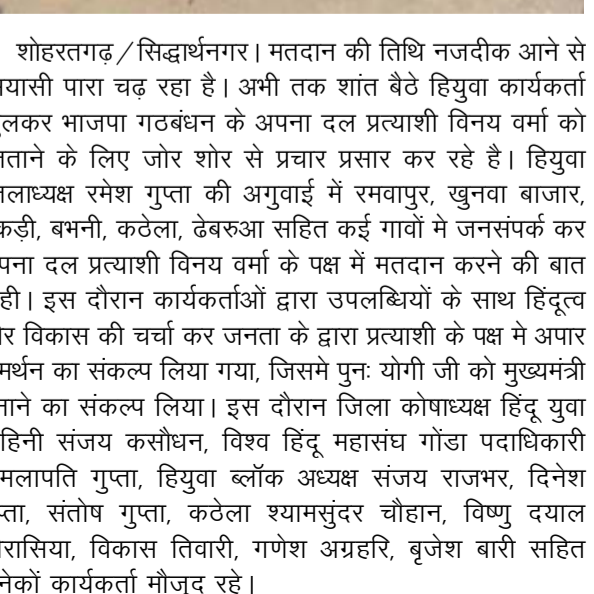 शोहरतगढ़/सिद्धार्थनगर। मतदान की तिथि नजदीक आने से
यासी पारा चढ़ रहा है। अभी तक शांत बैठे हियुवा कार्यकर्ता
लकर भाजपा गठबंधन के अपना दल प्रत्याशी विनय वर्मा को
ताने के लिए जोर शोर से प्रचार प्रसार कर रहे है। हियुवा
लाध्यक्ष रमेश गुप्ता की अगुवाई में रमवापुर, खुनवा बाजार,
कड़ी, बभनी, कठेला, ढेबरुआ सहित कई गावों मे जनसंपर्क कर
पना दल प्रत्याशी विनय वर्मा के पक्ष में मतदान करने की बात
ही। इस दौरान कार्यकर्ताओं द्वारा उपलब्धियों के साथ हिंदूत्व
र विकास की चर्चा कर जनता के द्वारा प्रत्याशी के पक्ष मे अपार
मर्थन का संकल्प लिया गया, जिसमे पुनः योगी जी को मुख्यमंत्री
नाने का संकल्प लिया। इस दौरान जिला कोषाध्यक्ष हिंदू युवा
हिनी संजय कसौधन, विश्व हिंदू महासंघ गोंडा पदाधिकारी
मलापति गुप्ता, हियुवा ब्लॉक अध्यक्ष संजय राजभर, दिनेश
प्ता, संतोष गुप्ता, कठेला श्यामसुंदर चौहान, विष्णु दयाल
रासिया, विकास तिवारी, गणेश अग्रहरि, बृजेश बारी सहित
नेकों कार्यकर्ता मौजूद रहे।